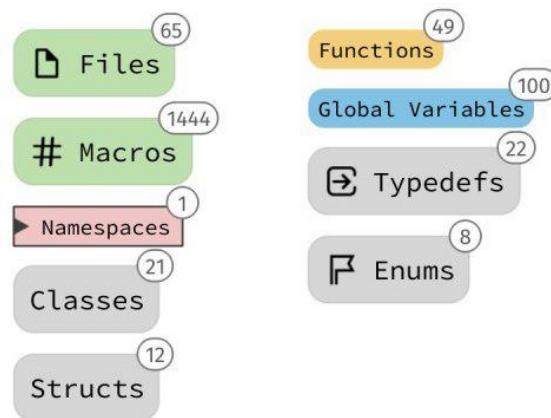 65
Files
1444
# Macros
1
Namespaces
21
Classes
12
Structs
49
Functions
100
Global Variables
22
Typedefs
8
Enums